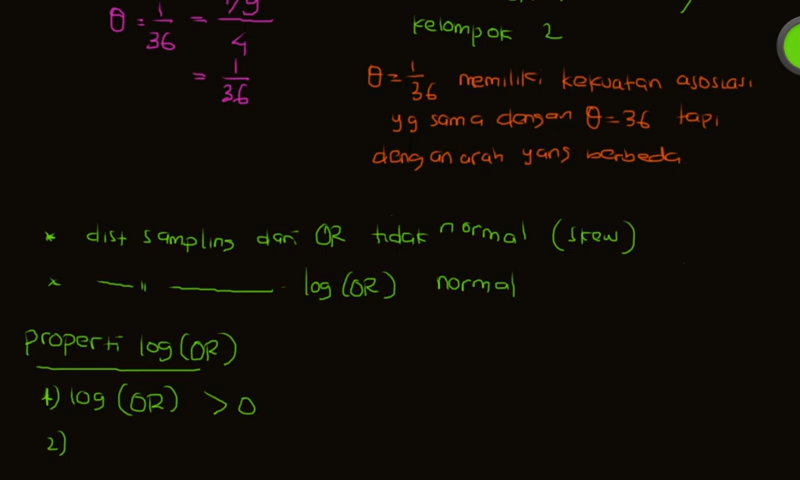 θ = 1/36 = 1/9 / 4
= 1/36
kelompok 2
θ = 1/36 memiliki kekuatan asosiasi
yg sama dengan θ = 36 tapi
dengan arah yang berbeda
* dist sampling dari OR tidak normal (skew)
* — " — log(OR) normal
properti log(OR)
1) log(OR) > 0
2)